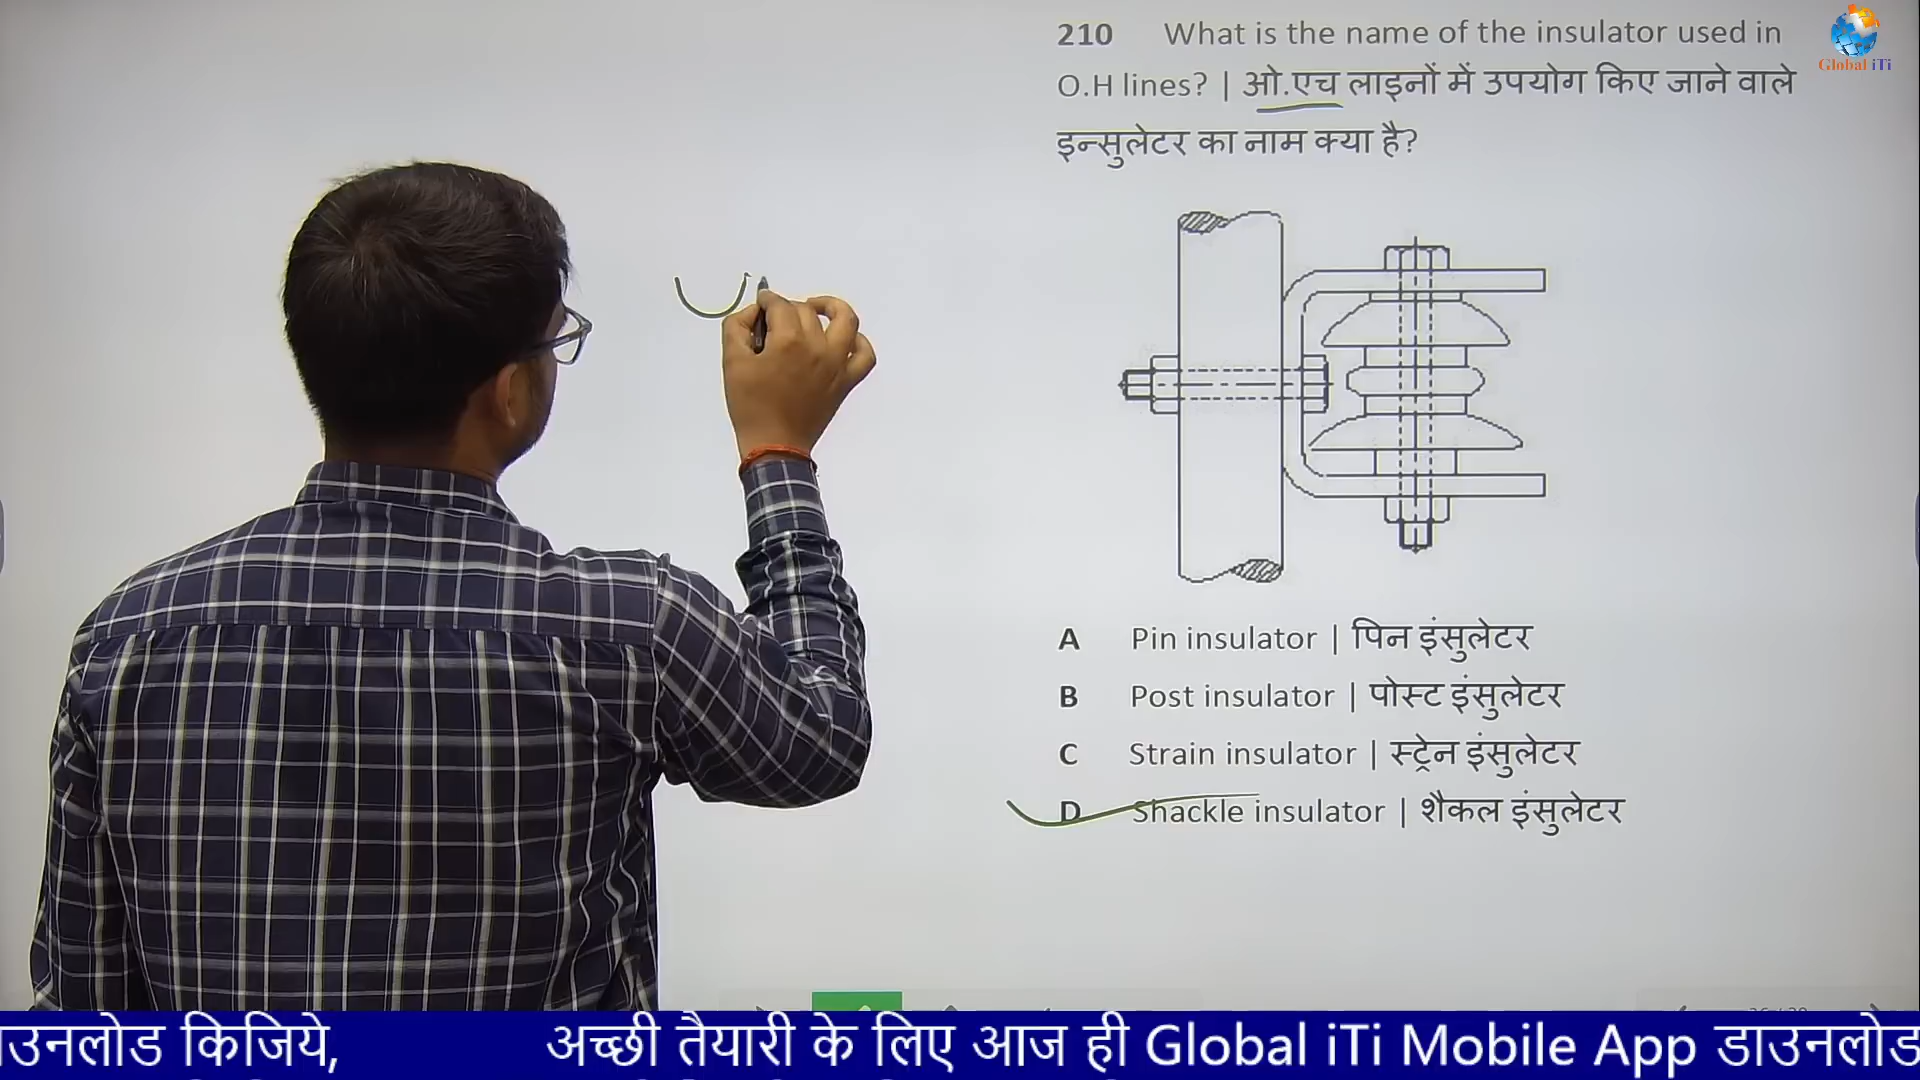 210 What is the name of the insulator used in
O.H lines? | ओ.एच लाइनों में उपयोग किए जाने वाले
इन्सुलेटर का नाम क्या है?
Global iTi
A Pin insulator | पिन इंसुलेटर
B Post insulator | पोस्ट इंसुलेटर
C Strain insulator | स्ट्रेन इंसुलेटर
D Shackle insulator | शैकल इंसुलेटर
किजिये, अच्छी तैयारी के लिए आज ही Global iTi Mobile App डाउनलोड